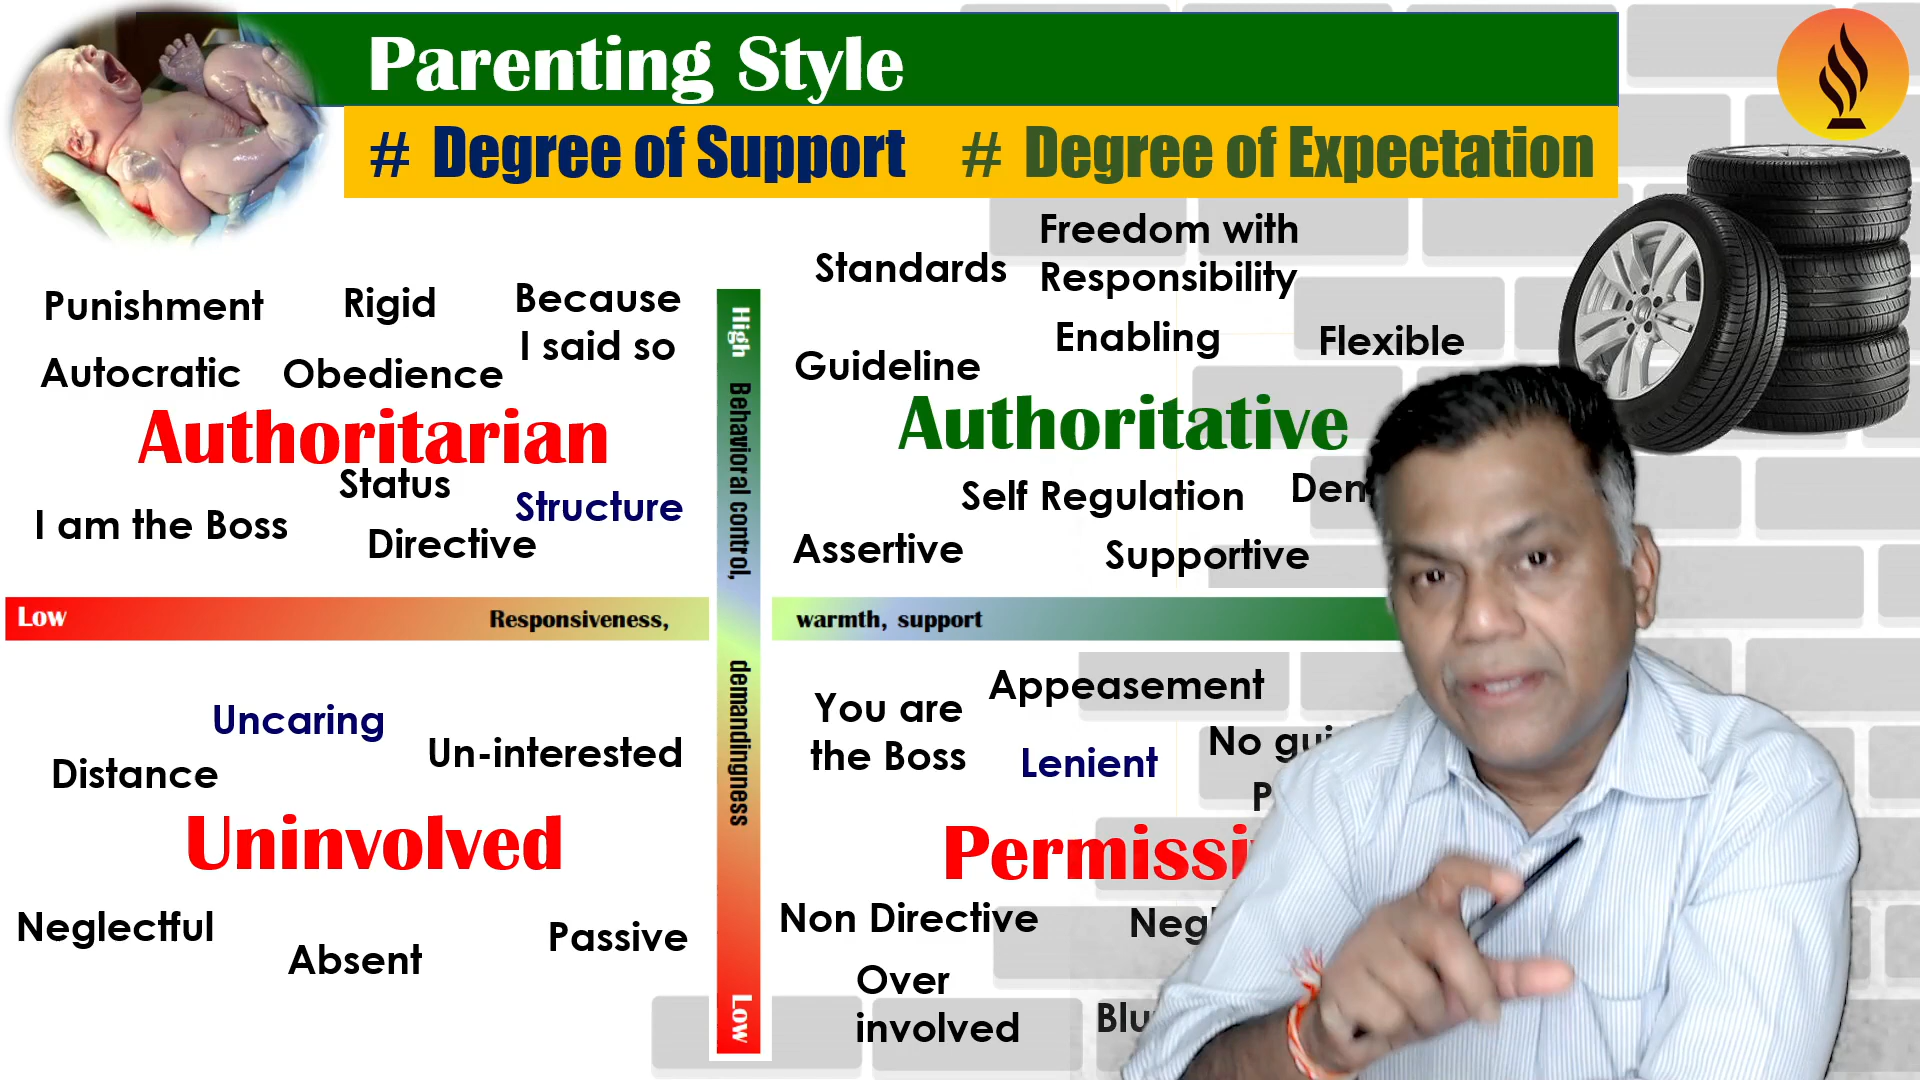 Parenting Style
# Degree of Support # Degree of Expectation
Punishment
Rigid
Because
I said so
Autocratic
Obedience
Authoritarian
Status
Structure
I am the Boss
Directive
Standards
Freedom with
Responsibility
Enabling
Flexible
Guideline
Authoritative
Self Regulation
Assertive
Supportive
High
Behavioral control,
demandingness
Low
Low
Responsiveness,
warmth, support
Uncaring
Distance
Un-interested
Uninvolved
Neglectful
Absent
Passive
Appeasement
You are
the Boss
Lenient
No
Non Directive
Over
involved